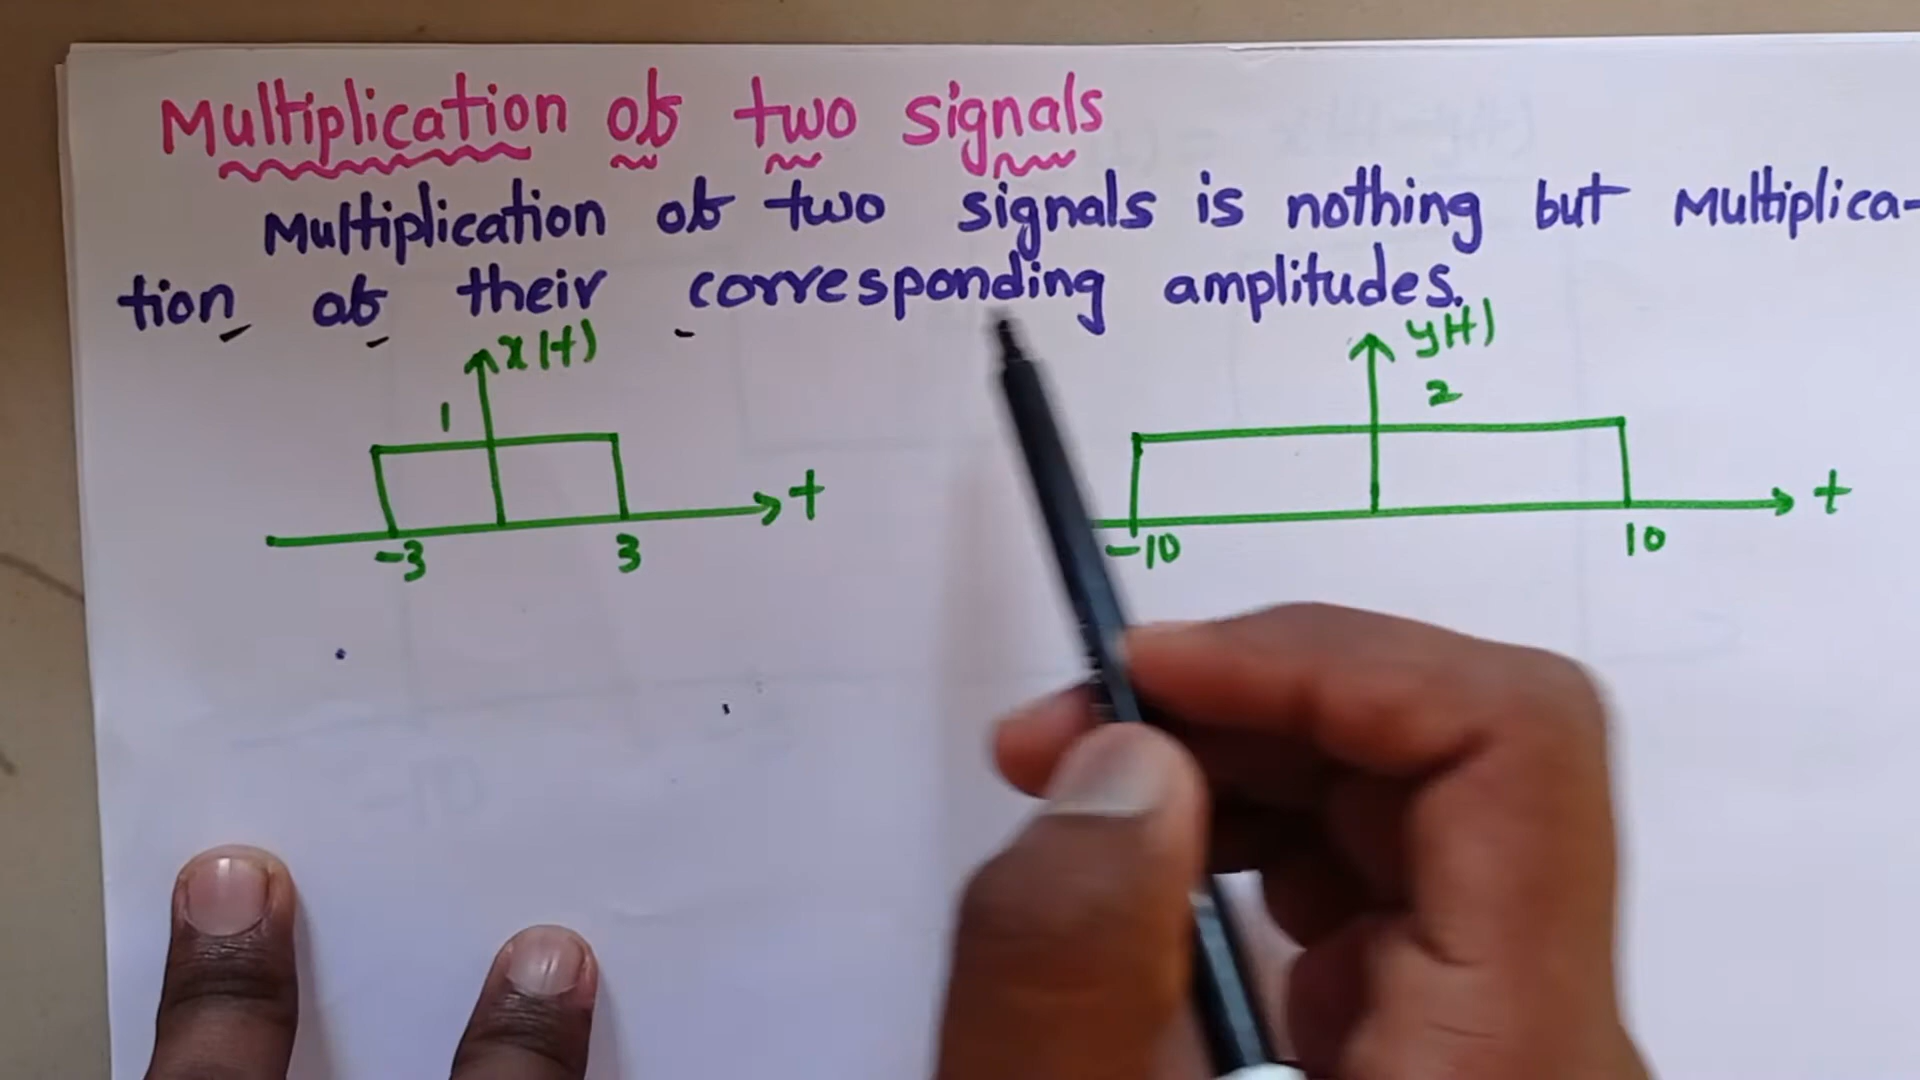 Multiplication of two signals
Multiplication of two signals is nothing but Multiplica-
tion of their corresponding amplitudes.
x(t)
y(t)
1
2
t
t
-3
3
-10
10